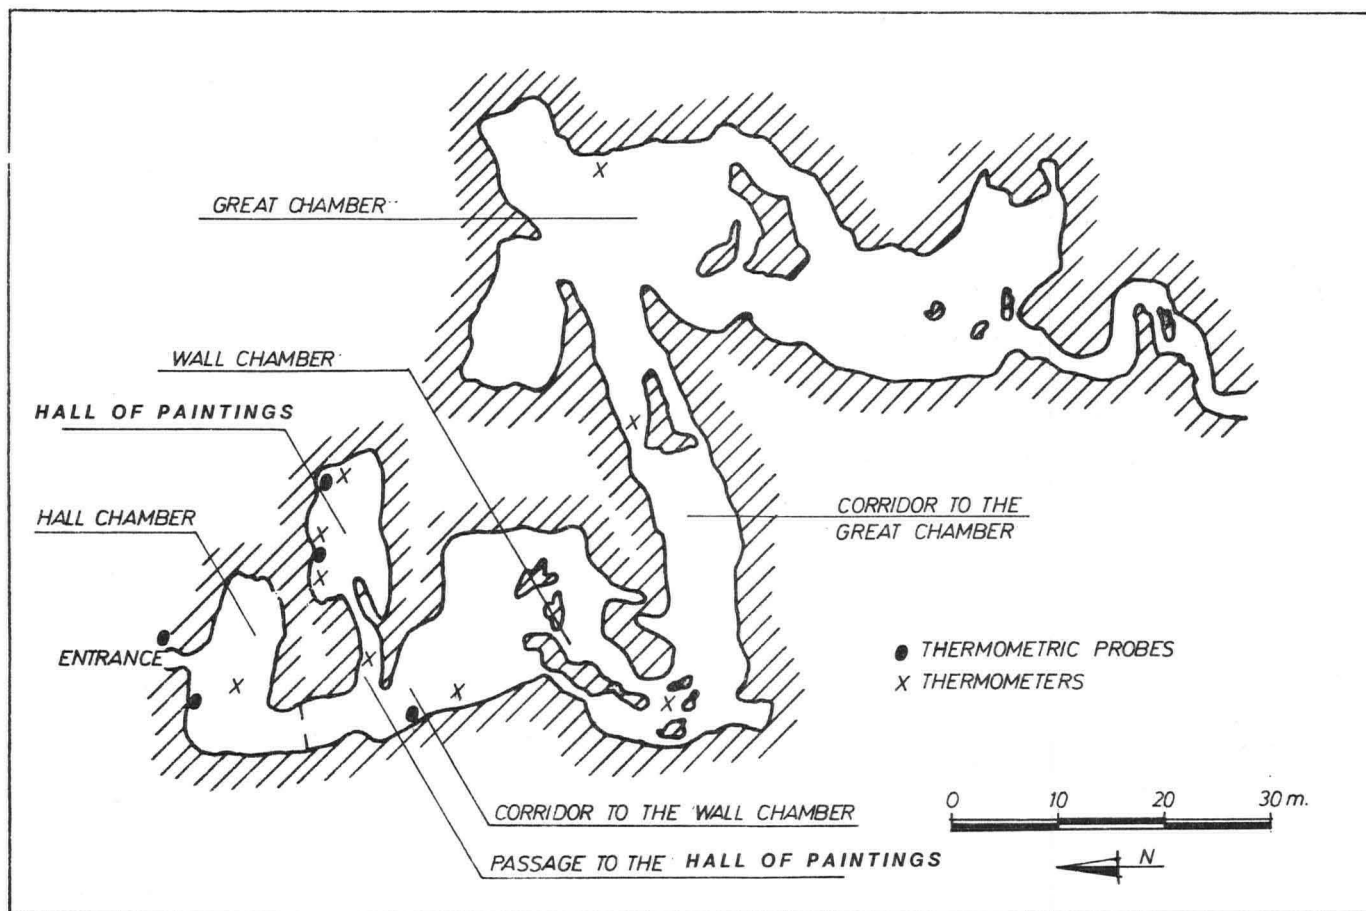 GREAT CHAMBER
WALL CHAMBER
HALL OF PAINTINGS
HALL CHAMBER
CORRIDOR TO THE
GREAT CHAMBER
ENTRANCE
THERMOMETRIC PROBES
X THERMOMETERS
0 10 20 30 m.
CORRIDOR TO THE WALL CHAMBER
N
PASSAGE TO THE HALL OF PAINTINGS